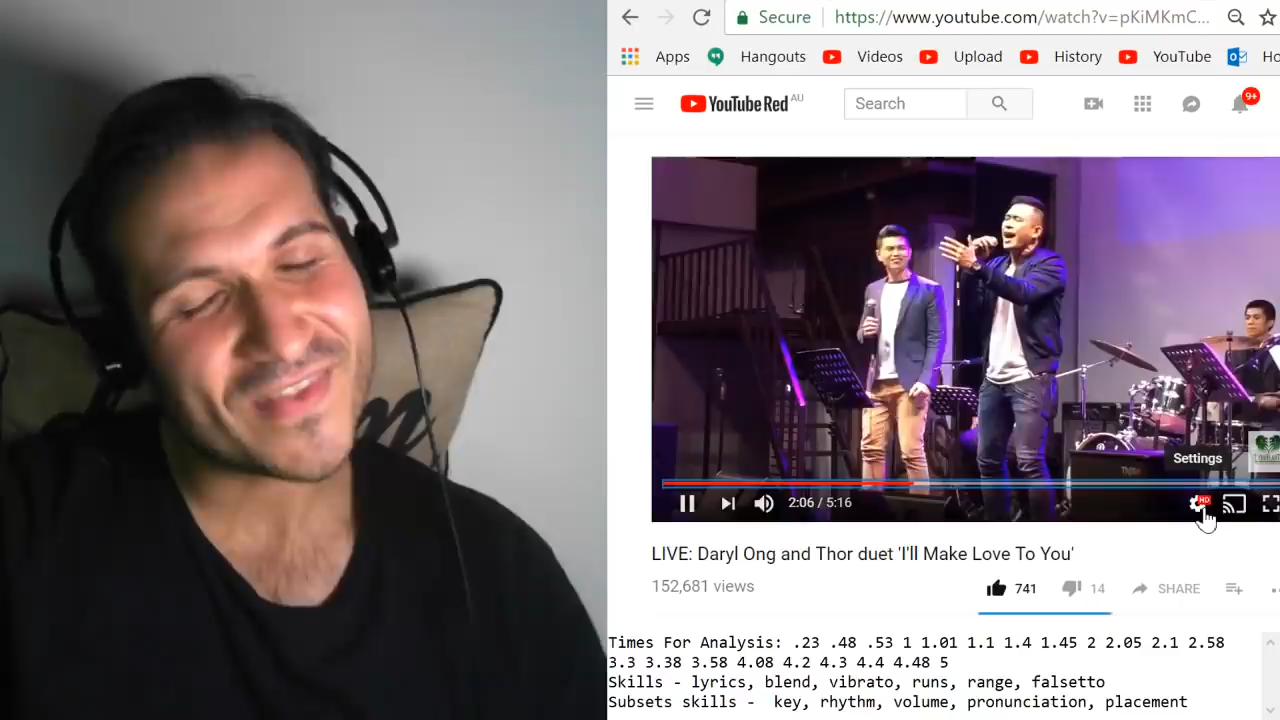 Secure https://www.youtube.com/watch?v=pKiMKmC...
Apps Hangouts Videos Upload History YouTube Ho
YouTube Red AU Search 9+
Settings
HD
2:06 / 5:16
LIVE: Daryl Ong and Thor duet 'I'll Make Love To You'
152,681 views 741 14 SHARE
Times For Analysis: .23 .48 .53 1 1.01 1.1 1.4 1.45 2 2.05 2.1 2.58
3.3 3.38 3.58 4.08 4.2 4.3 4.4 4.48 5
Skills - lyrics, blend, vibrato, runs, range, falsetto
Subsets skills - key, rhythm, volume, pronunciation, placement